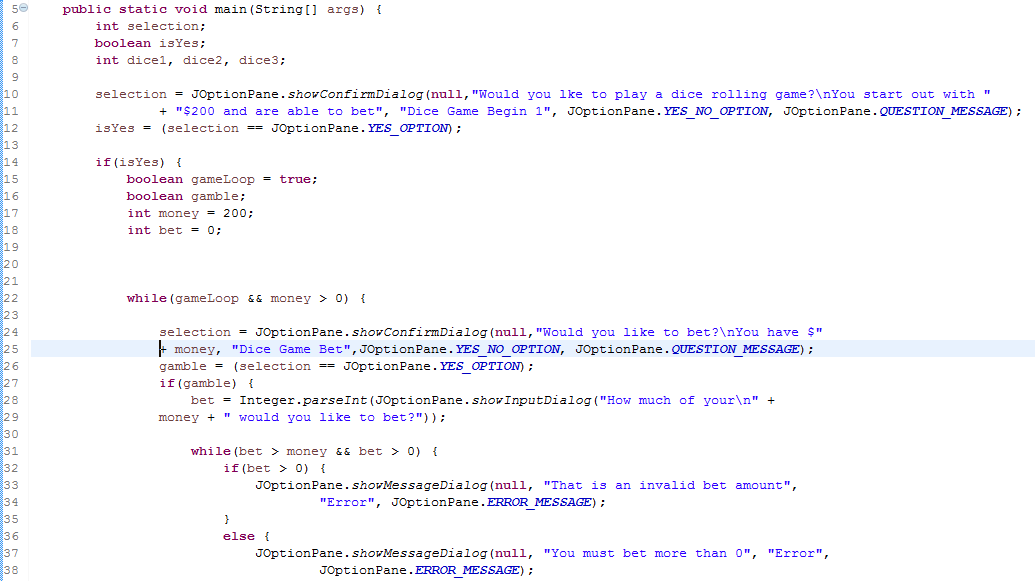 5 public static void main(String[] args) {
6 int selection;
7 boolean isYes;
8 int dice1, dice2, dice3;
9
10 selection = JOptionPane.showConfirmDialog(null,"Would you lke to play a dice rolling game?\nYou start out with "
11 + "$200 and are able to bet", "Dice Game Begin 1", JOptionPane.YES_NO_OPTION, JOptionPane.QUESTION_MESSAGE);
12 isYes = (selection == JOptionPane.YES_OPTION);
13
14 if(isYes) {
15 boolean gameLoop = true;
16 boolean gamble;
17 int money = 200;
18 int bet = 0;
19
20
21
22 while(gameLoop && money > 0) {
23
24 selection = JOptionPane.showConfirmDialog(null,"Would you like to bet?\nYou have $"
25 + money, "Dice Game Bet",JOptionPane.YES_NO_OPTION, JOptionPane.QUESTION_MESSAGE);
26 gamble = (selection == JOptionPane.YES_OPTION);
27 if(gamble) {
28 bet = Integer.parseInt(JOptionPane.showInputDialog("How much of your\n" +
29 money + " would you like to bet?"));
30
31 while(bet > money && bet > 0) {
32 if(bet > 0) {
33 JOptionPane.showMessageDialog(null, "That is an invalid bet amount",
34 "Error", JOptionPane.ERROR_MESSAGE);
35 }
36 else {
37 JOptionPane.showMessageDialog(null, "You must bet more than 0", "Error",
38 JOptionPane.ERROR_MESSAGE);